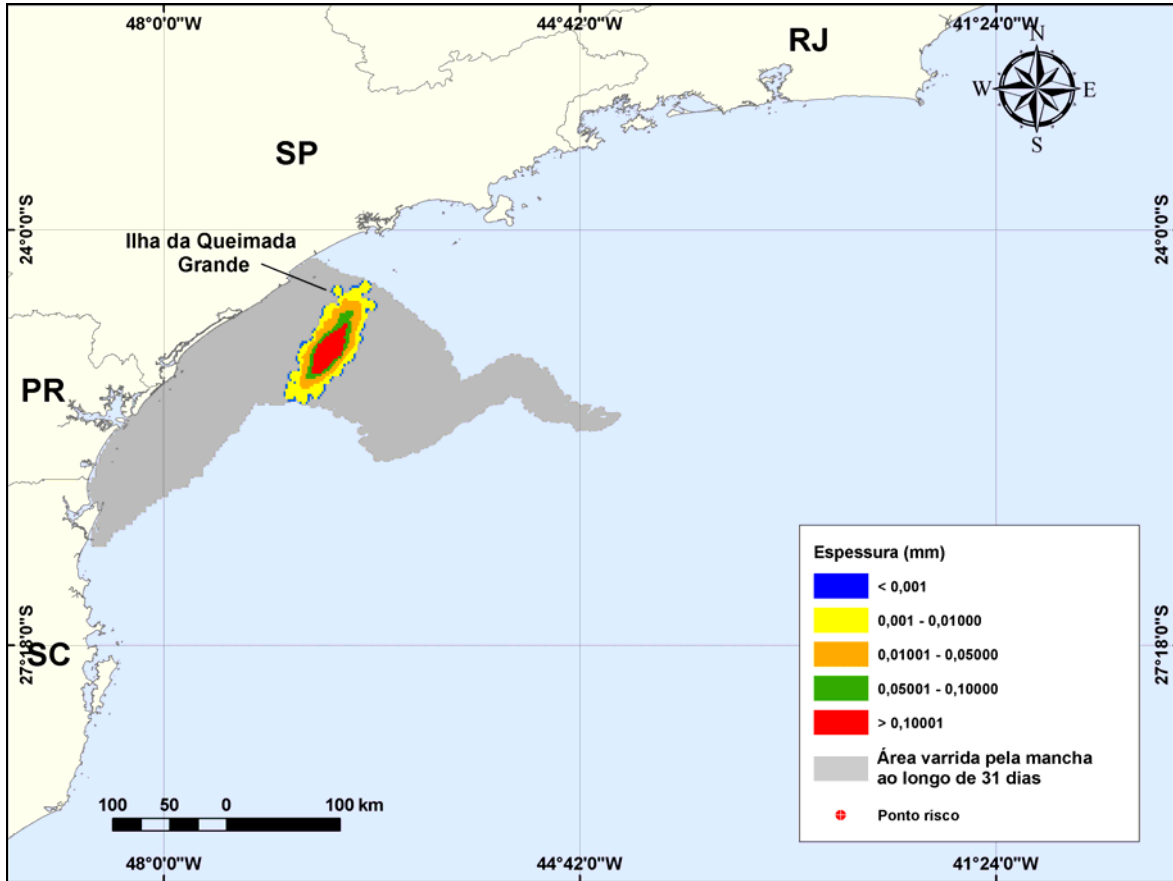 48°0'0"W
44°42'0"W
41°24'0"W
N
W
E
S
RJ
SP
24°0'0"S
24°0'0"S
Ilha da Queimada
Grande
PR
SC
27°18'0"S
27°18'0"S
Espessura (mm)
< 0,001
0,001 - 0,01000
0,01001 - 0,05000
0,05001 - 0,10000
> 0,10001
Área varrida pela mancha
ao longo de 31 dias
Ponto risco
100 50 0 100 km
48°0'0"W
44°42'0"W
41°24'0"W